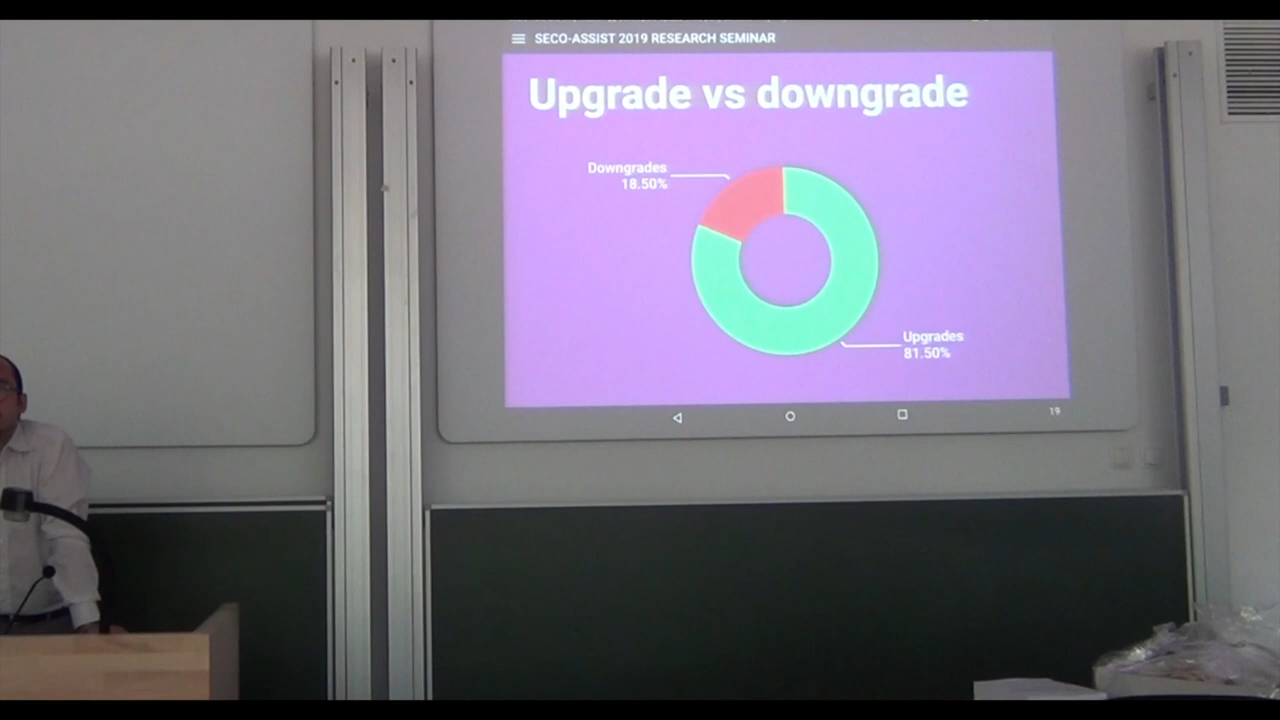 SECO-ASSIST 2019 RESEARCH SEMINAR
Upgrade vs downgrade
Downgrades
18.50%
Upgrades
81.50%
19